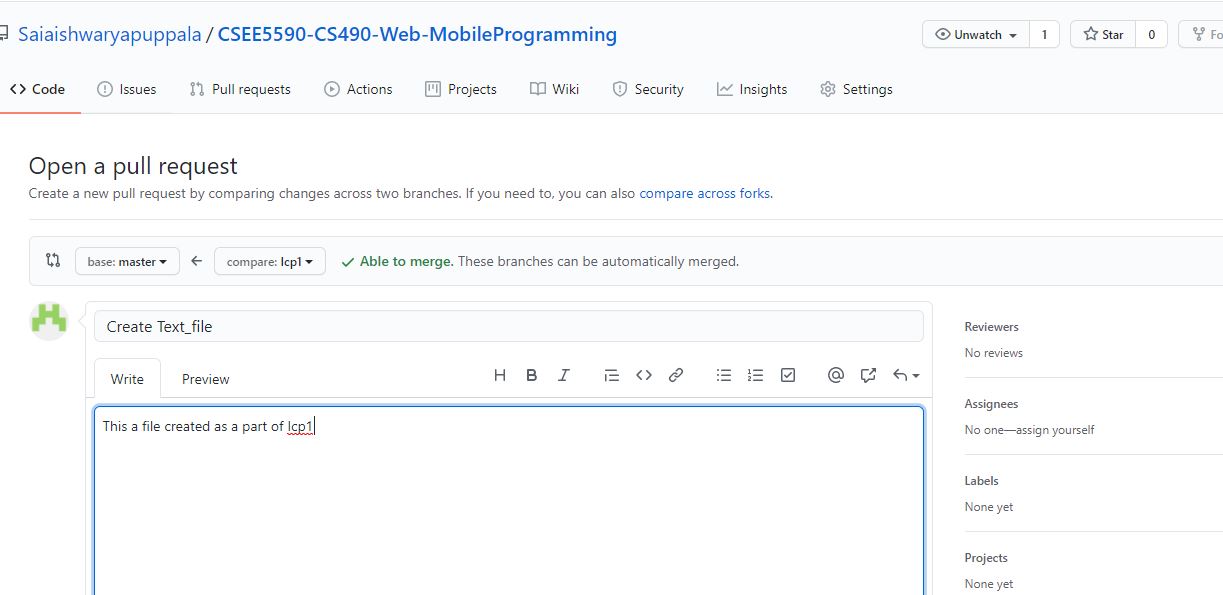 Saiaishwaryapuppala / CSEE5590-CS490-Web-MobileProgramming Unwatch 1 Star 0 Fo
Code Issues Pull requests Actions Projects Wiki Security Insights Settings
Open a pull request
Create a new pull request by comparing changes across two branches. If you need to, you can also compare across forks.
base: master compare: lcp1 Able to merge. These branches can be automatically merged.
Create Text_file
Write Preview H B I
This a file created as a part of lcp1
Reviewers
No reviews
Assignees
No one—assign yourself
Labels
None yet
Projects
None yet